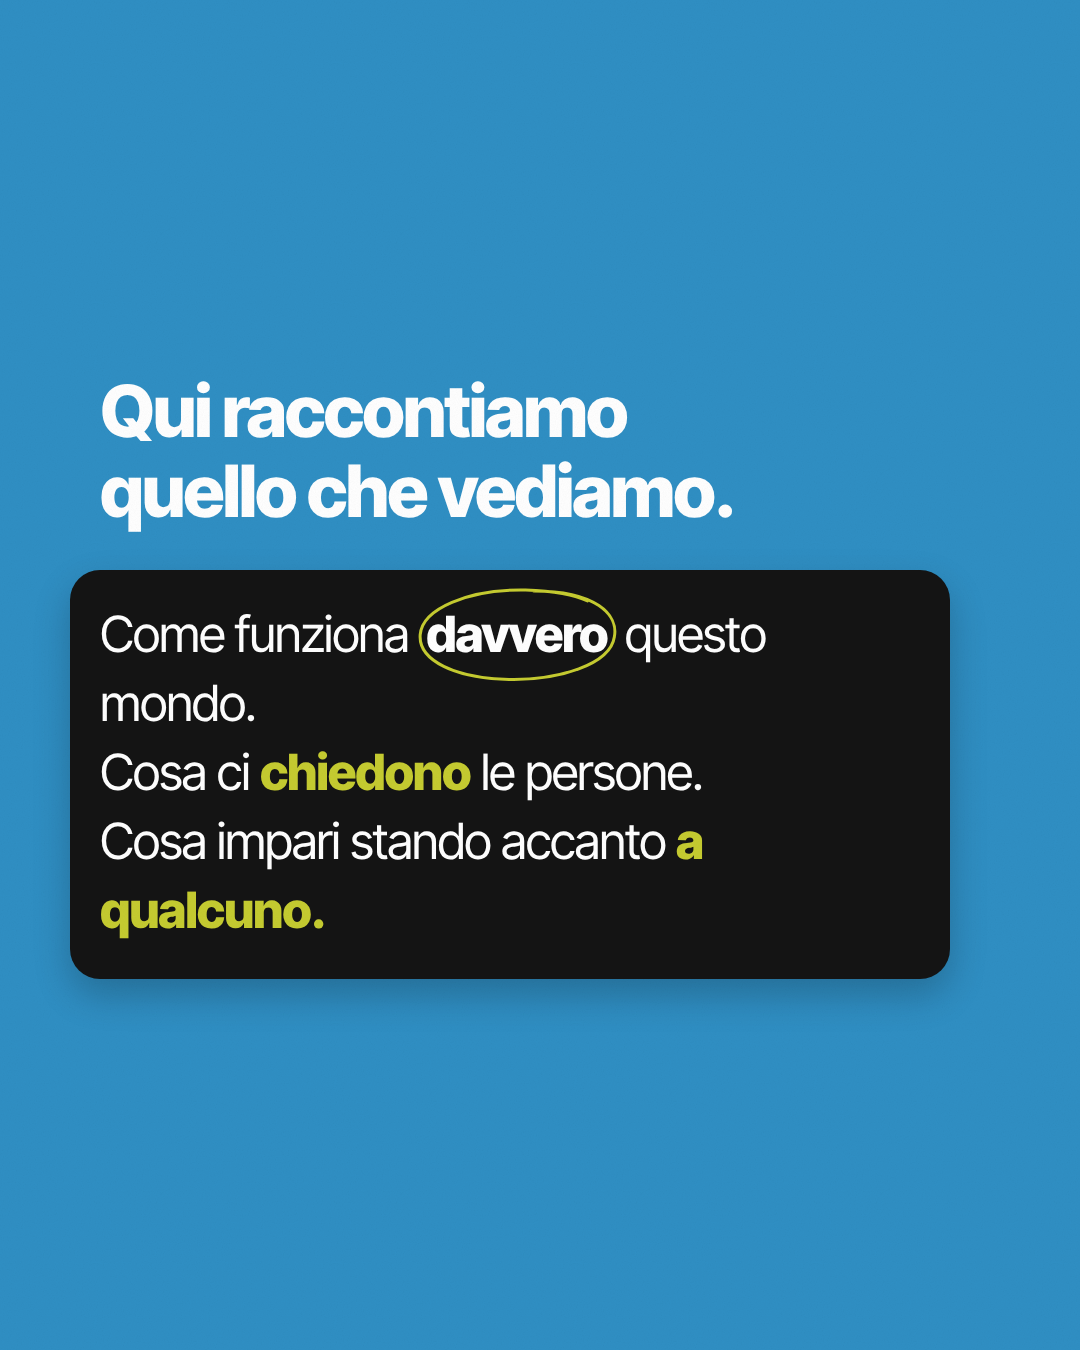 Qui raccontiamo
quello che vediamo.
Come funziona davvero questo
mondo.
Cosa ci chiedono le persone.
Cosa impari stando accanto a
qualcuno.